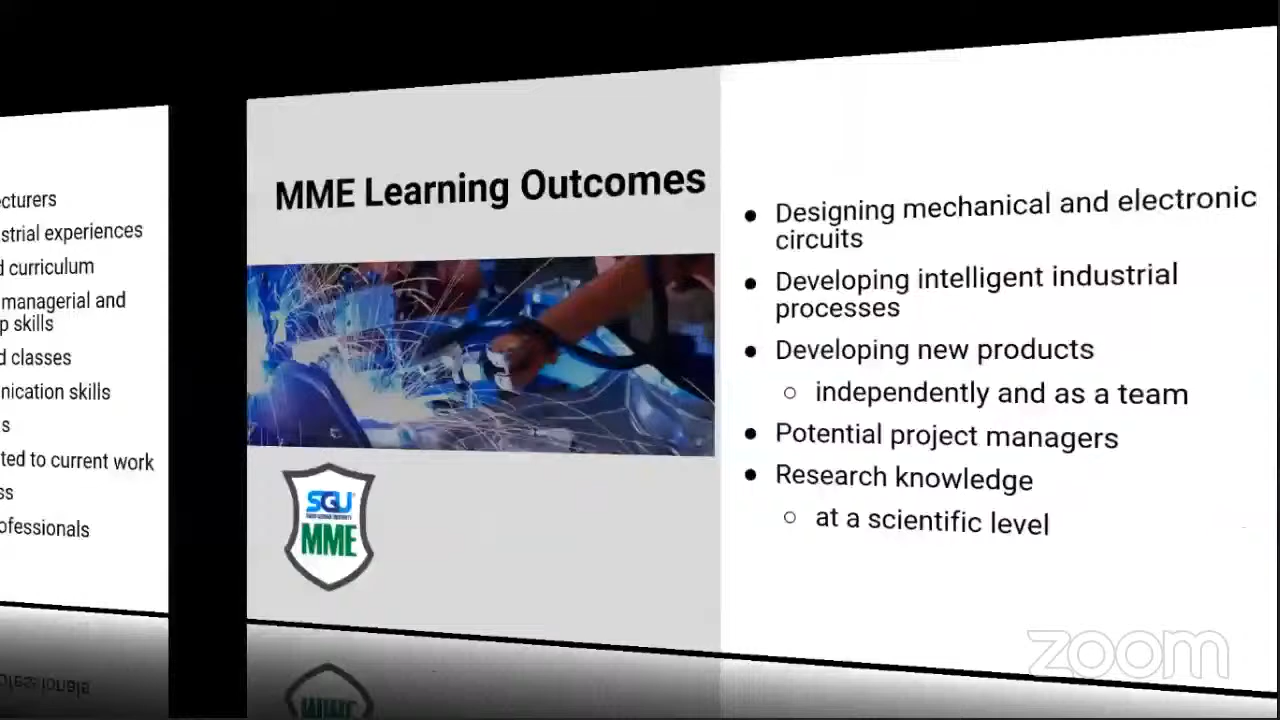 cturers
strial experiences
d curriculum
managerial and
p skills
d classes
nication skills
s
ted to current work
ss
ofessionals
MME Learning Outcomes
SGU
MME
● Designing mechanical and electronic
circuits
● Developing intelligent industrial
processes
● Developing new products
○ independently and as a team
● Potential project managers
● Research knowledge
○ at a scientific level
zoom